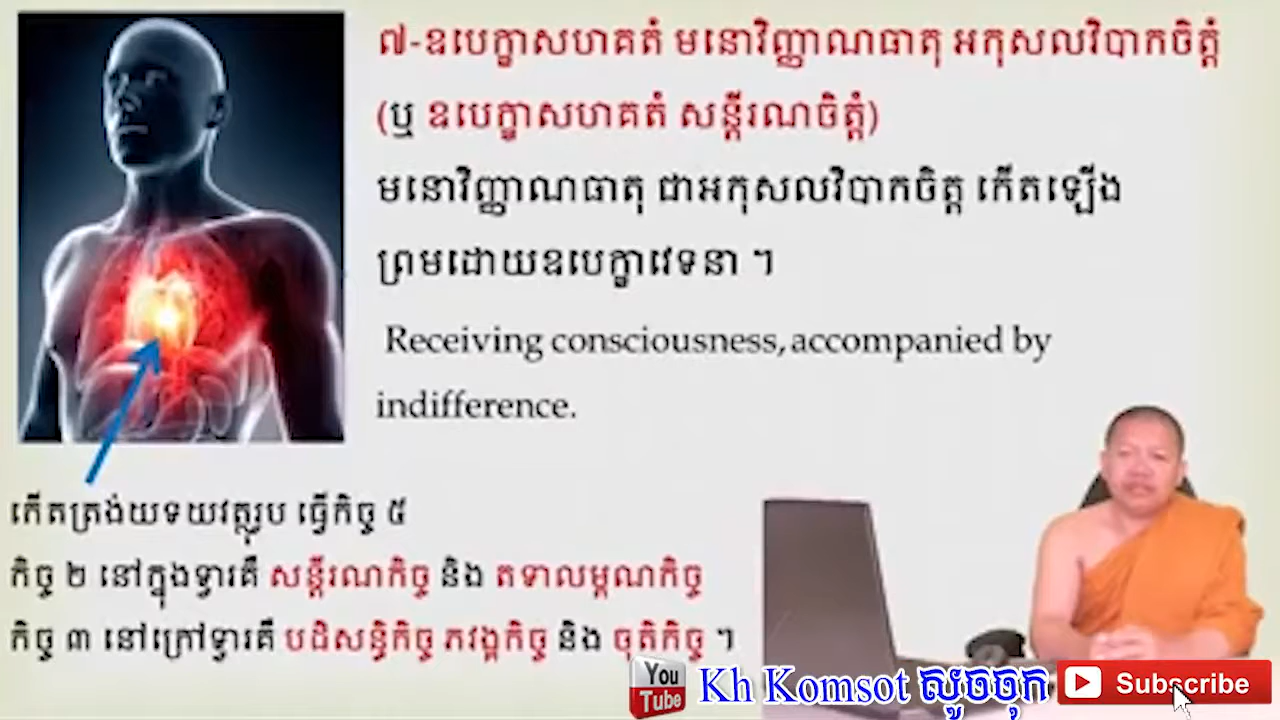 ៧-ឧបេក្ខាសហគតំ មនោវិញ្ញាណធាតុ អកុសលវិបាកចិត្តំ
(ឬ ឧបេក្ខាសហគតំ សន្តីរណចិត្តំ)
មនោវិញ្ញាណធាតុ ជាអកុសលវិបាកចិត្ត កើតឡើង
ព្រមដោយឧបេក្ខាវេទនា ។
Receiving consciousness, accompanied by
indifference.
កើតត្រង់យទយវត្ថុរូប ធ្វើកិច្ច ៥
កិច្ច ២ នៅក្នុងទ្វារគឺ សន្តីរណកិច្ច និង តទាលម្ពណកិច្ច
កិច្ច ៣ នៅក្រៅទ្វារគឺ បដិសន្ធិកិច្ច ភវង្គកិច្ច និង ចុតិកិច្ច ។
You
Tube
Kh Komsot សូចចុក
Subscribe